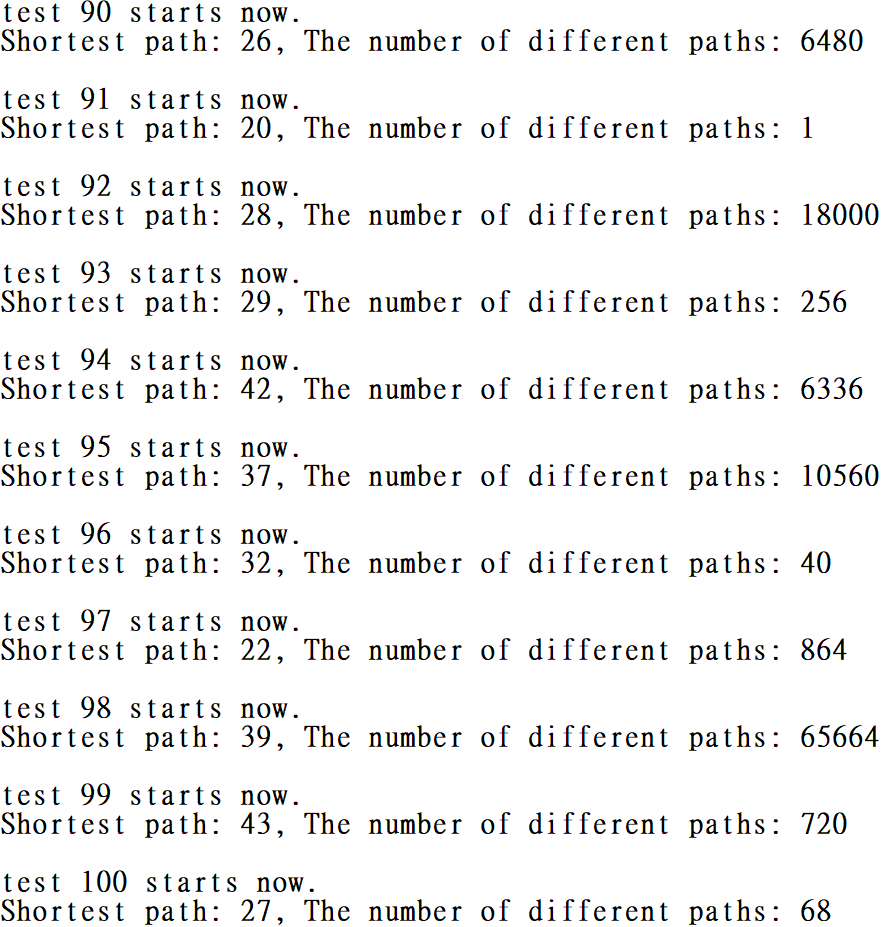 test 90 starts now.
Shortest path: 26, The number of different paths: 6480
test 91 starts now.
Shortest path: 20, The number of different paths: 1
test 92 starts now.
Shortest path: 28, The number of different paths: 18000
test 93 starts now.
Shortest path: 29, The number of different paths: 256
test 94 starts now.
Shortest path: 42, The number of different paths: 6336
test 95 starts now.
Shortest path: 37, The number of different paths: 10560
test 96 starts now.
Shortest path: 32, The number of different paths: 40
test 97 starts now.
Shortest path: 22, The number of different paths: 864
test 98 starts now.
Shortest path: 39, The number of different paths: 65664
test 99 starts now.
Shortest path: 43, The number of different paths: 720
test 100 starts now.
Shortest path: 27, The number of different paths: 68